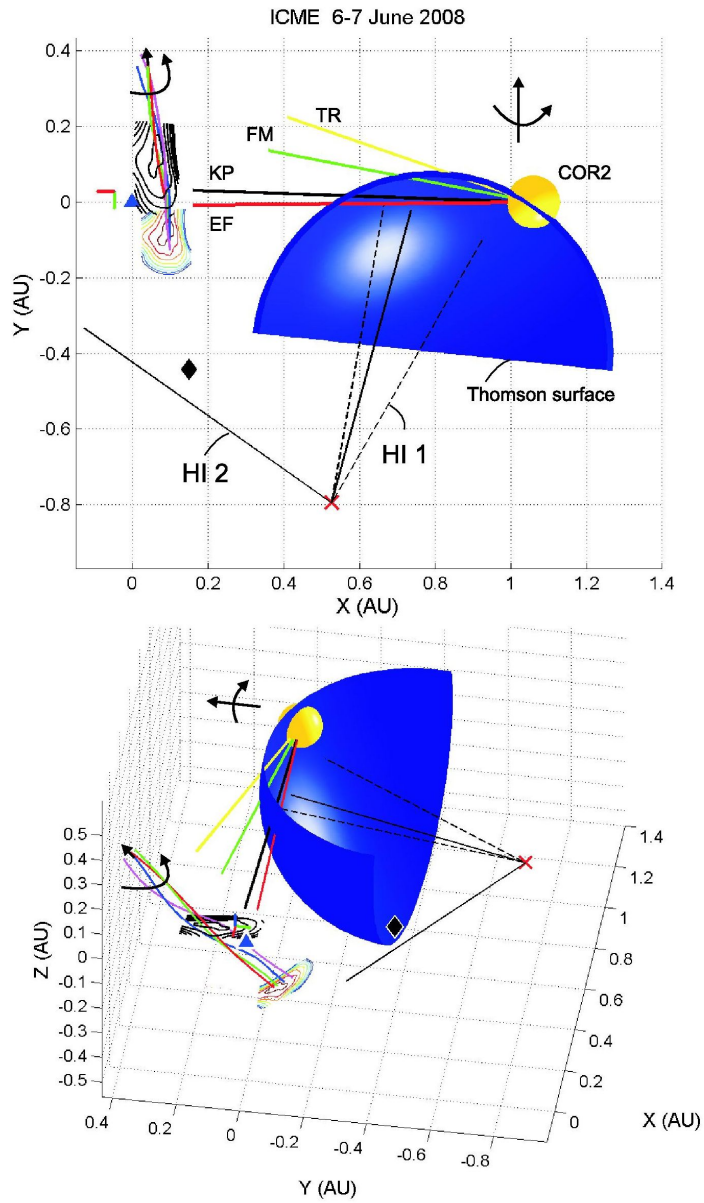 ICME 6-7 June 2008
0.4
0.2
0
-0.2
-0.4
-0.6
-0.8
Y (AU)
TR
FM
KP
EF
COR2
Thomson surface
HI 1
HI 2
0 0.2 0.4 0.6 0.8 1 1.2 1.4
X (AU)
0.5
0.4
0.3
0.2
0.1
0
-0.1
-0.2
-0.3
-0.4
-0.5
Z (AU)
1.4
1.2
1
0.8
0.6
0.4
0.2
0
X (AU)
0.4 0.2 0 -0.2 -0.4 -0.6 -0.8
Y (AU)